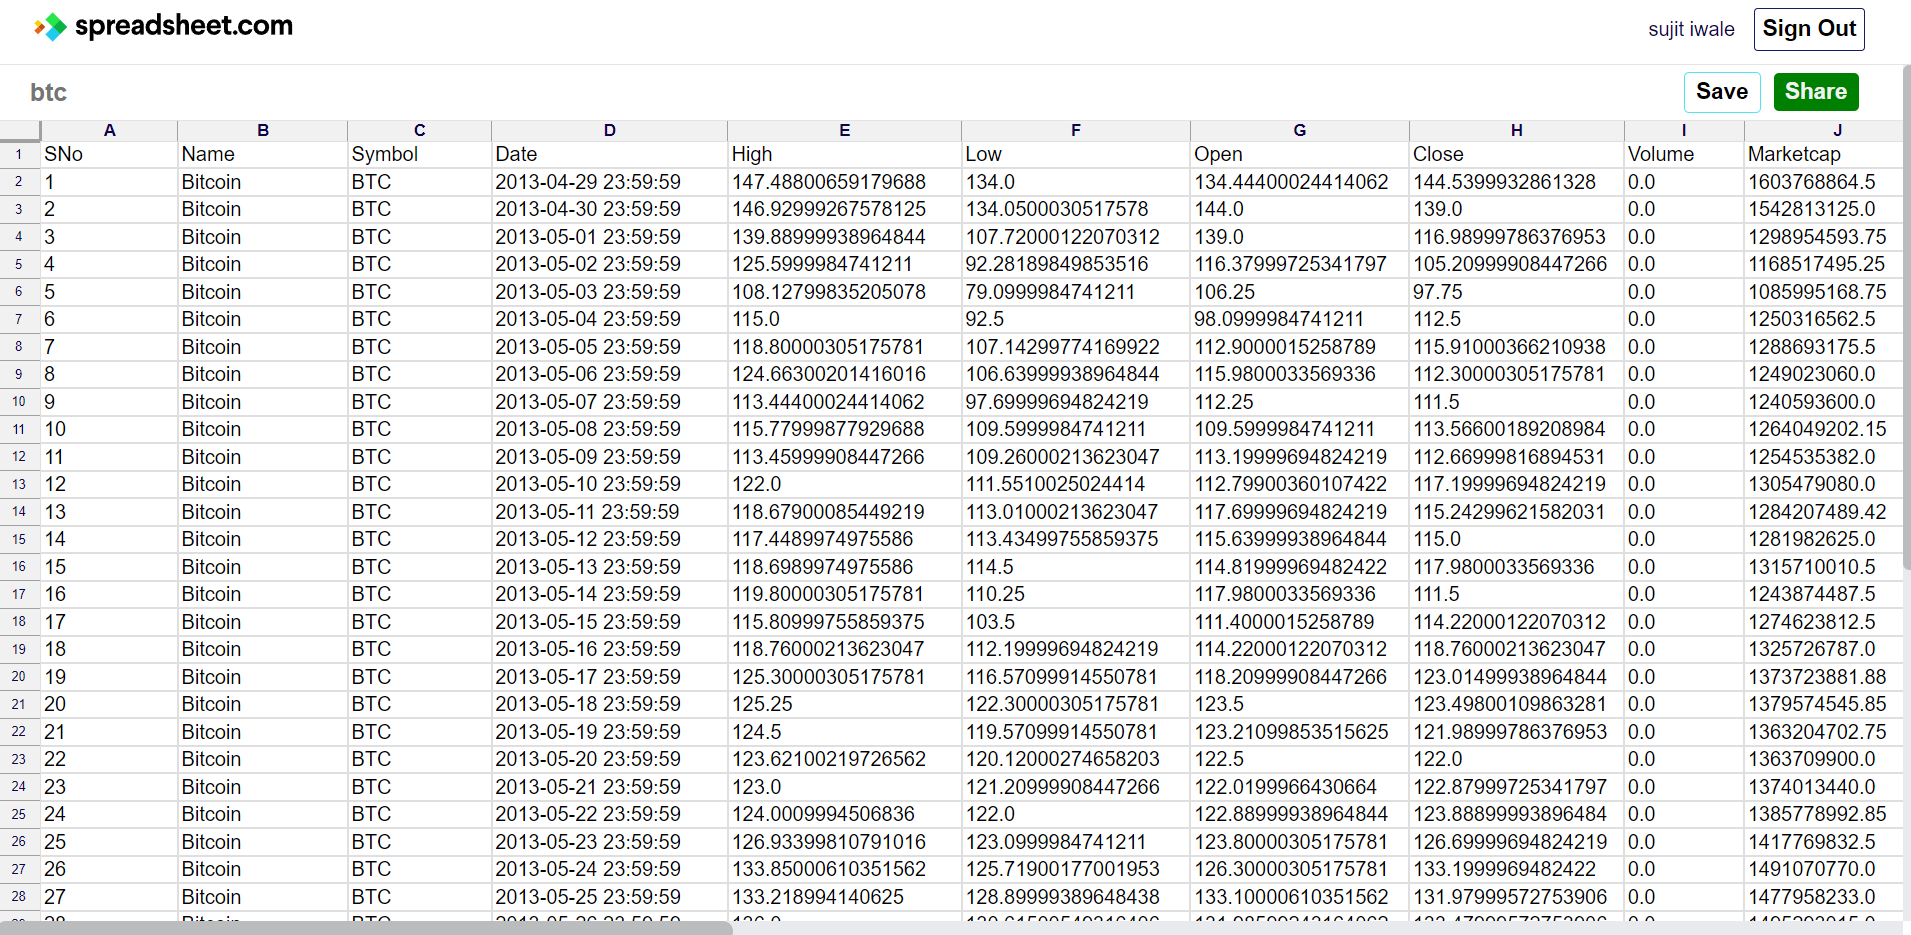 spreadsheet.com
sujit iwale Sign Out
btc
Save Share
A B C D E F G H I J
1 SNo Name Symbol Date High Low Open Close Volume Marketcap
2 1 Bitcoin BTC 2013-04-29 23:59:59 147.48800659179688 134.0 134.44400024414062 144.5399932861328 0.0 1603768864.5
3 2 Bitcoin BTC 2013-04-30 23:59:59 146.92999267578125 134.0500030517578 144.0 139.0 0.0 1542813125.0
4 3 Bitcoin BTC 2013-05-01 23:59:59 139.88999938964844 107.72000122070312 139.0 116.98999786376953 0.0 1298954593.75
5 4 Bitcoin BTC 2013-05-02 23:59:59 125.5999984741211 92.28189849853516 116.37999725341797 105.20999908447266 0.0 1168517495.25
6 5 Bitcoin BTC 2013-05-03 23:59:59 108.12799835205078 79.0999984741211 106.25 97.75 0.0 1085995168.75
7 6 Bitcoin BTC 2013-05-04 23:59:59 115.0 92.5 98.0999984741211 112.5 0.0 1250316562.5
8 7 Bitcoin BTC 2013-05-05 23:59:59 118.80000305175781 107.14299774169922 112.9000015258789 115.91000366210938 0.0 1288693175.5
9 8 Bitcoin BTC 2013-05-06 23:59:59 124.66300201416016 106.63999938964844 115.9800033569336 112.30000305175781 0.0 1249023060.0
10 9 Bitcoin BTC 2013-05-07 23:59:59 113.44400024414062 97.69999694824219 112.25 111.5 0.0 1240593600.0
11 10 Bitcoin BTC 2013-05-08 23:59:59 115.77999877929688 109.5999984741211 109.5999984741211 113.56600189208984 0.0 1264049202.15
12 11 Bitcoin BTC 2013-05-09 23:59:59 113.45999908447266 109.26000213623047 113.19999694824219 112.66999816894531 0.0 1254535382.0
13 12 Bitcoin BTC 2013-05-10 23:59:59 122.0 111.5510025024414 112.79900360107422 117.19999694824219 0.0 1305479080.0
14 13 Bitcoin BTC 2013-05-11 23:59:59 118.67900085449219 113.01000213623047 117.69999694824219 115.24299621582031 0.0 1284207489.42
15 14 Bitcoin BTC 2013-05-12 23:59:59 117.4489974975586 113.43499755859375 115.63999938964844 115.0 0.0 1281982625.0
16 15 Bitcoin BTC 2013-05-13 23:59:59 118.6989974975586 114.5 114.81999969482422 117.9800033569336 0.0 1315710010.5
17 16 Bitcoin BTC 2013-05-14 23:59:59 119.80000305175781 110.25 117.9800033569336 111.5 0.0 1243874487.5
18 17 Bitcoin BTC 2013-05-15 23:59:59 115.80999755859375 103.5 111.4000015258789 114.22000122070312 0.0 1274623812.5
19 18 Bitcoin BTC 2013-05-16 23:59:59 118.76000213623047 112.19999694824219 114.22000122070312 118.76000213623047 0.0 1325726787.0
20 19 Bitcoin BTC 2013-05-17 23:59:59 125.30000305175781 116.57099914550781 118.20999908447266 123.01499938964844 0.0 1373723881.88
21 20 Bitcoin BTC 2013-05-18 23:59:59 125.25 122.30000305175781 123.5 123.49800109863281 0.0 1379574545.85
22 21 Bitcoin BTC 2013-05-19 23:59:59 124.5 119.57099914550781 123.21099853515625 121.98999786376953 0.0 1363204702.75
23 22 Bitcoin BTC 2013-05-20 23:59:59 123.62100219726562 120.12000274658203 122.5 122.0 0.0 1363709900.0
24 23 Bitcoin BTC 2013-05-21 23:59:59 123.0 121.20999908447266 122.0199966430664 122.87999725341797 0.0 1374013440.0
25 24 Bitcoin BTC 2013-05-22 23:59:59 124.0009994506836 122.0 122.88999938964844 123.88899993896484 0.0 1385778992.85
26 25 Bitcoin BTC 2013-05-23 23:59:59 126.93399810791016 123.0999984741211 123.80000305175781 126.69999694824219 0.0 1417769832.5
27 26 Bitcoin BTC 2013-05-24 23:59:59 133.85000610351562 125.71900177001953 126.30000305175781 133.1999969482422 0.0 1491070770.0
28 27 Bitcoin BTC 2013-05-25 23:59:59 133.218994140625 128.89999389648438 133.10000610351562 131.97999572753906 0.0 1477958233.0